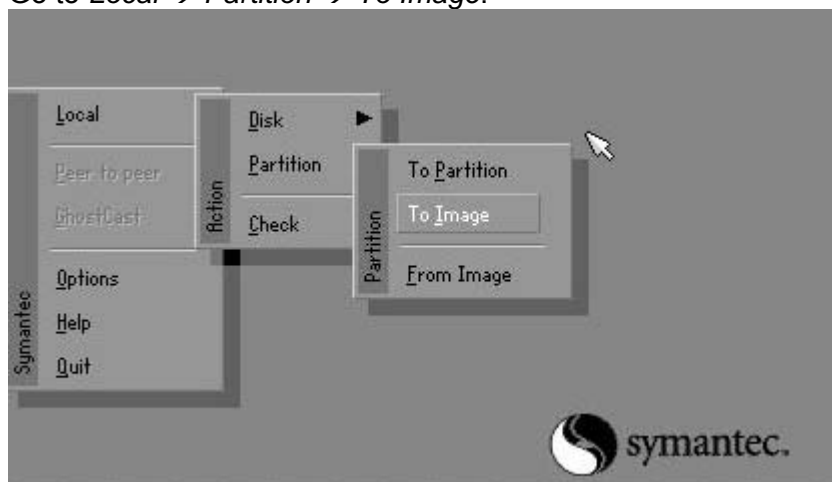 Go to Local → Partition → To Image.
Local
Peer to peer
GhostCast
Options
Help
Quit
Symantec
Disk
Partition
Check
Action
To Partition
To Image
From Image
Partition
symantec.